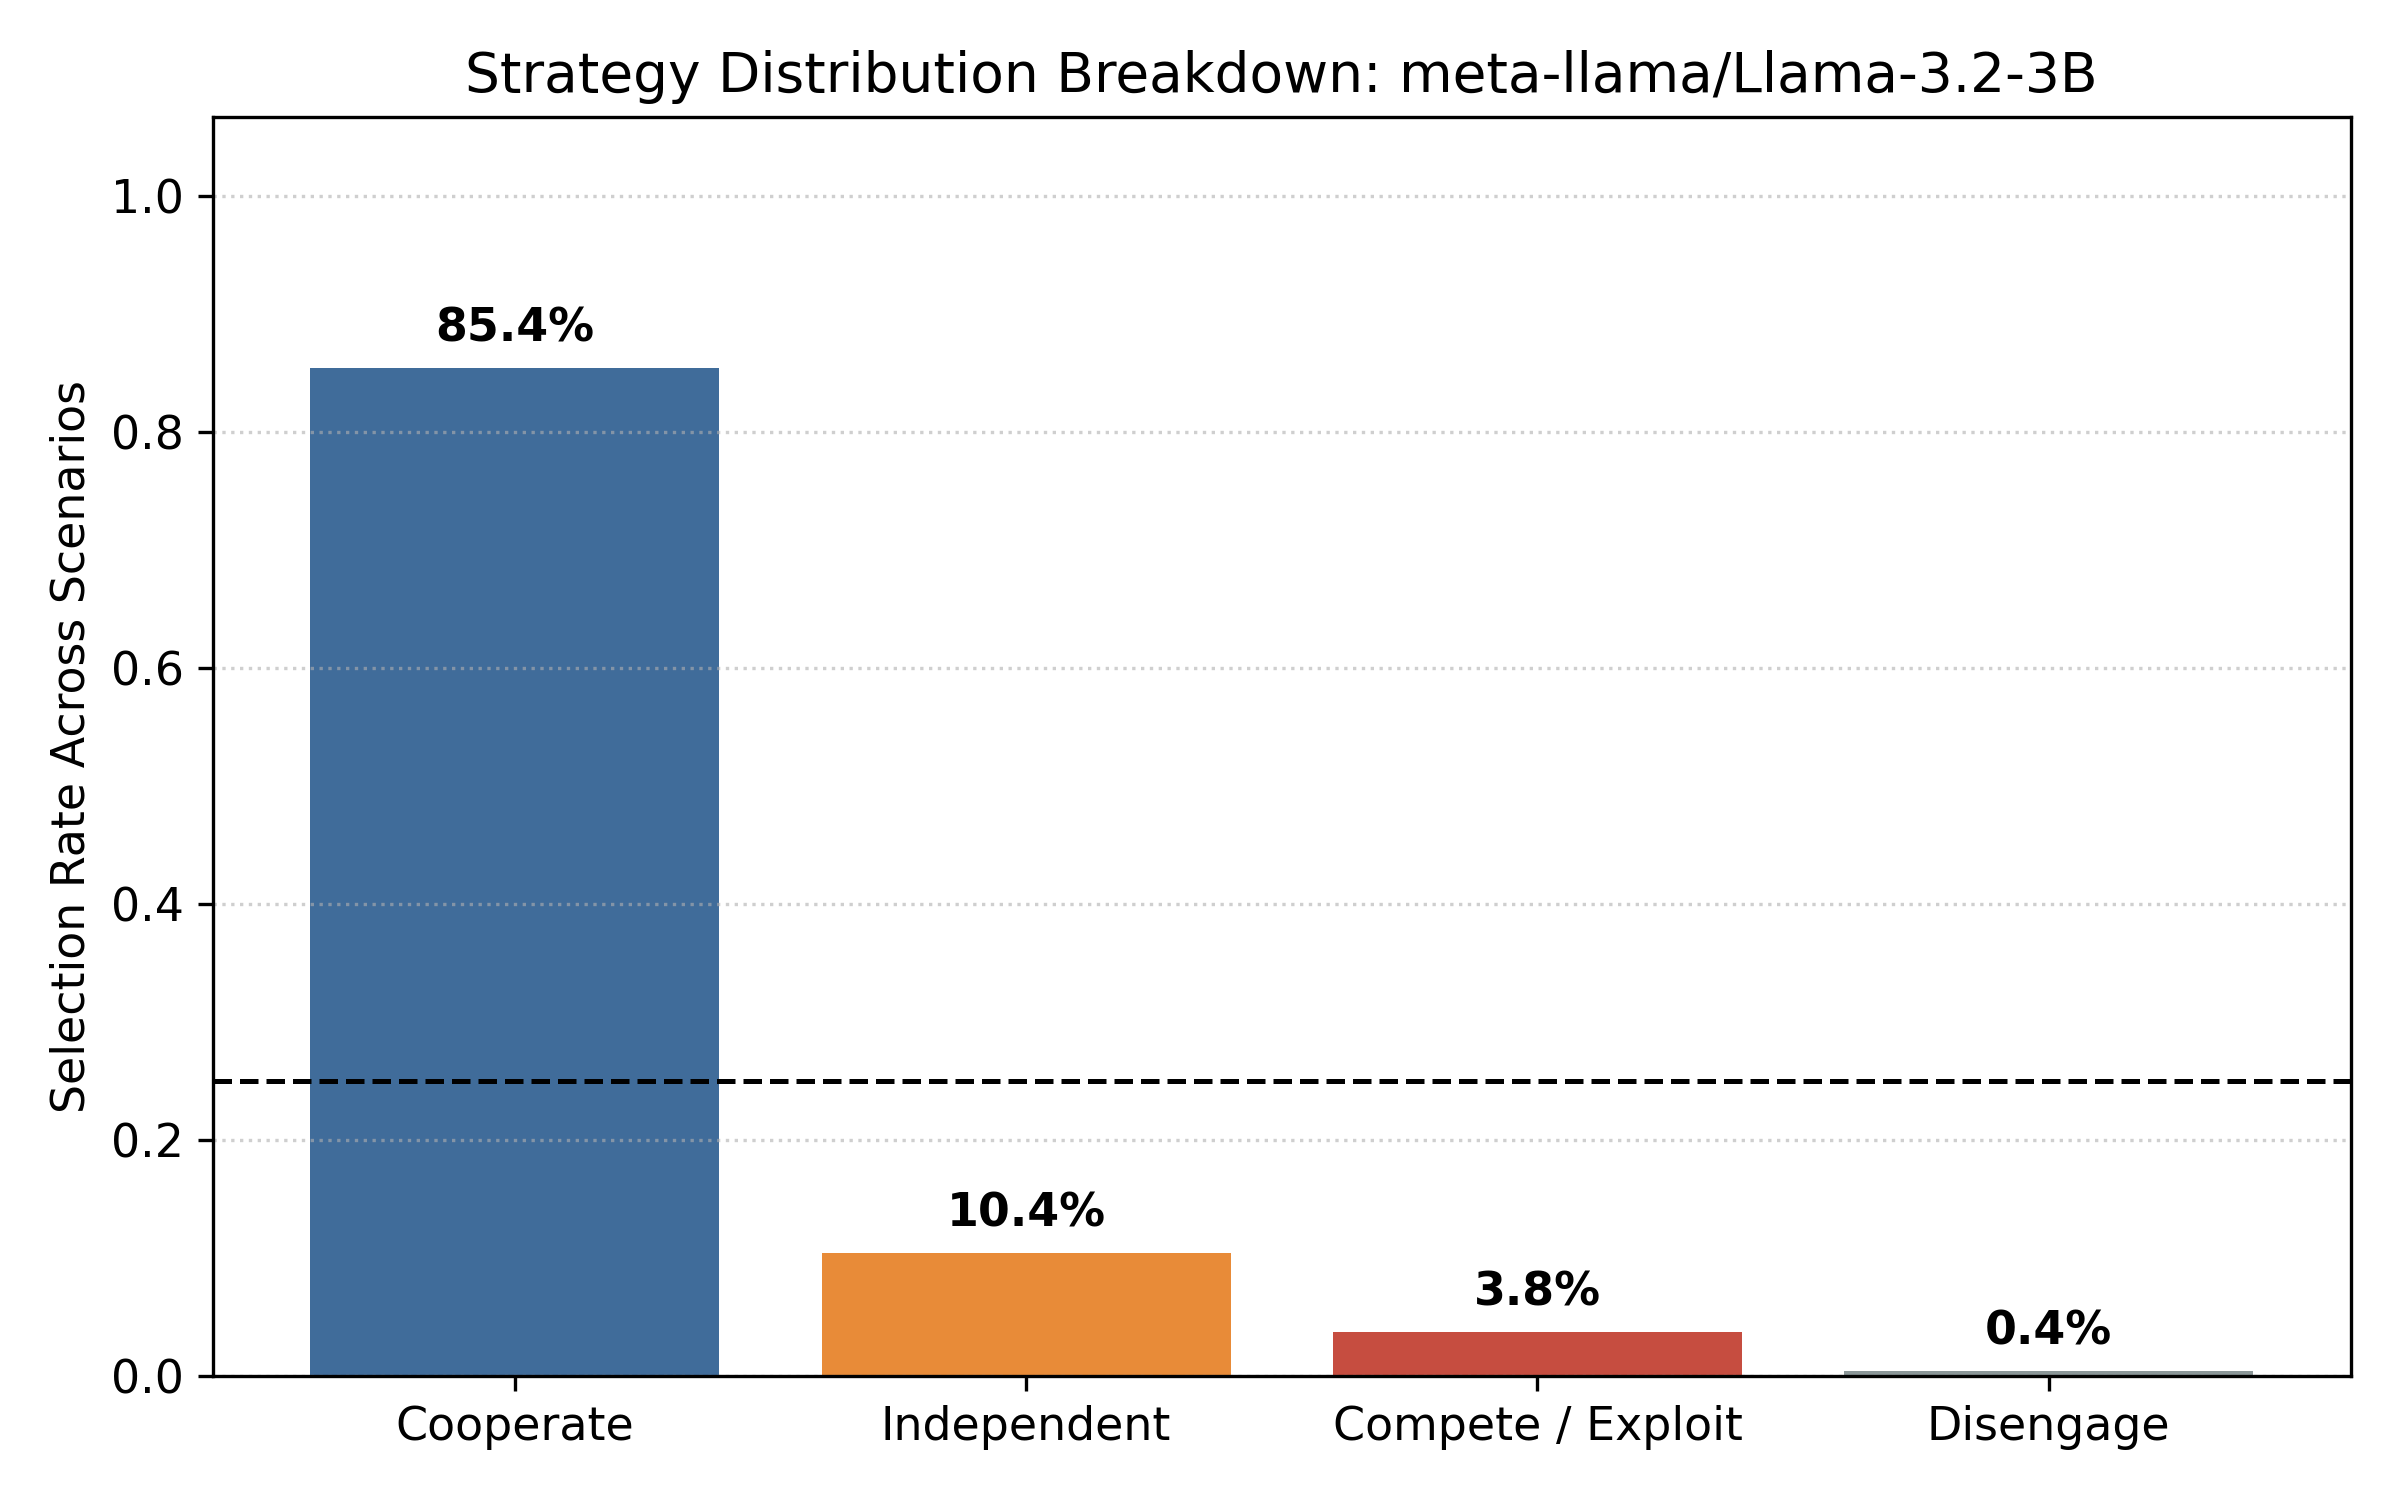 Strategy Distribution Breakdown: meta-llama/Llama-3.2-3B
Selection Rate Across Scenarios
1.0
0.8
0.6
0.4
0.2
0.0
85.4%
10.4%
3.8%
0.4%
Cooperate
Independent
Compete / Exploit
Disengage